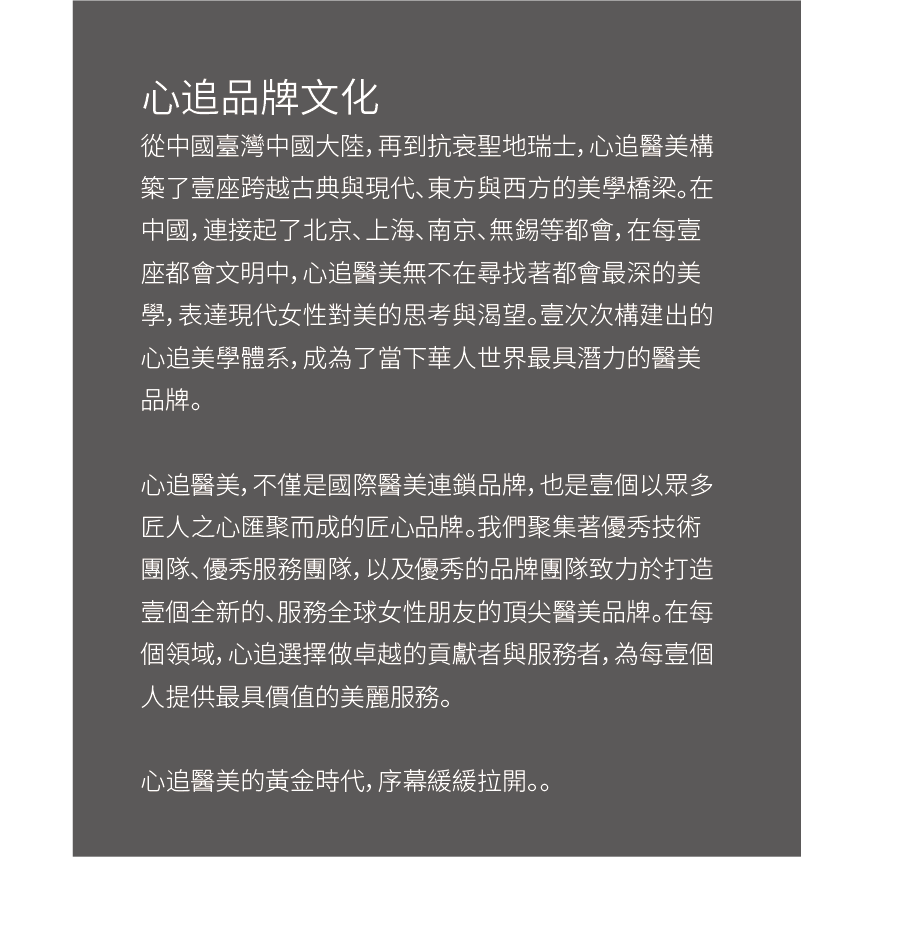 心追品牌文化
從中國臺灣中國大陸，再到抗衰聖地瑞士，心追醫美構
築了壹座跨越古典與現代、東方與西方的美學橋梁。在
中國，連接起了北京、上海、南京、無錫等都會，在每壹
座都會文明中，心追醫美無不在尋找著都會最深的美
學，表達現代女性對美的思考與渴望。壹次次構建出的
心追美學體系，成為了當下華人世界最具潛力的醫美
品牌。
心追醫美，不僅是國際醫美連鎖品牌，也是壹個以眾多
匠人之心匯聚而成的匠心品牌。我們聚集著優秀技術
團隊、優秀服務團隊，以及優秀的品牌團隊致力於打造
壹個全新的、服務全球女性朋友的頂尖醫美品牌。在每
個領域，心追選擇做卓越的貢獻者與服務者，為每壹個
人提供最具價值的美麗服務。
心追醫美的黃金時代，序幕緩緩拉開。。